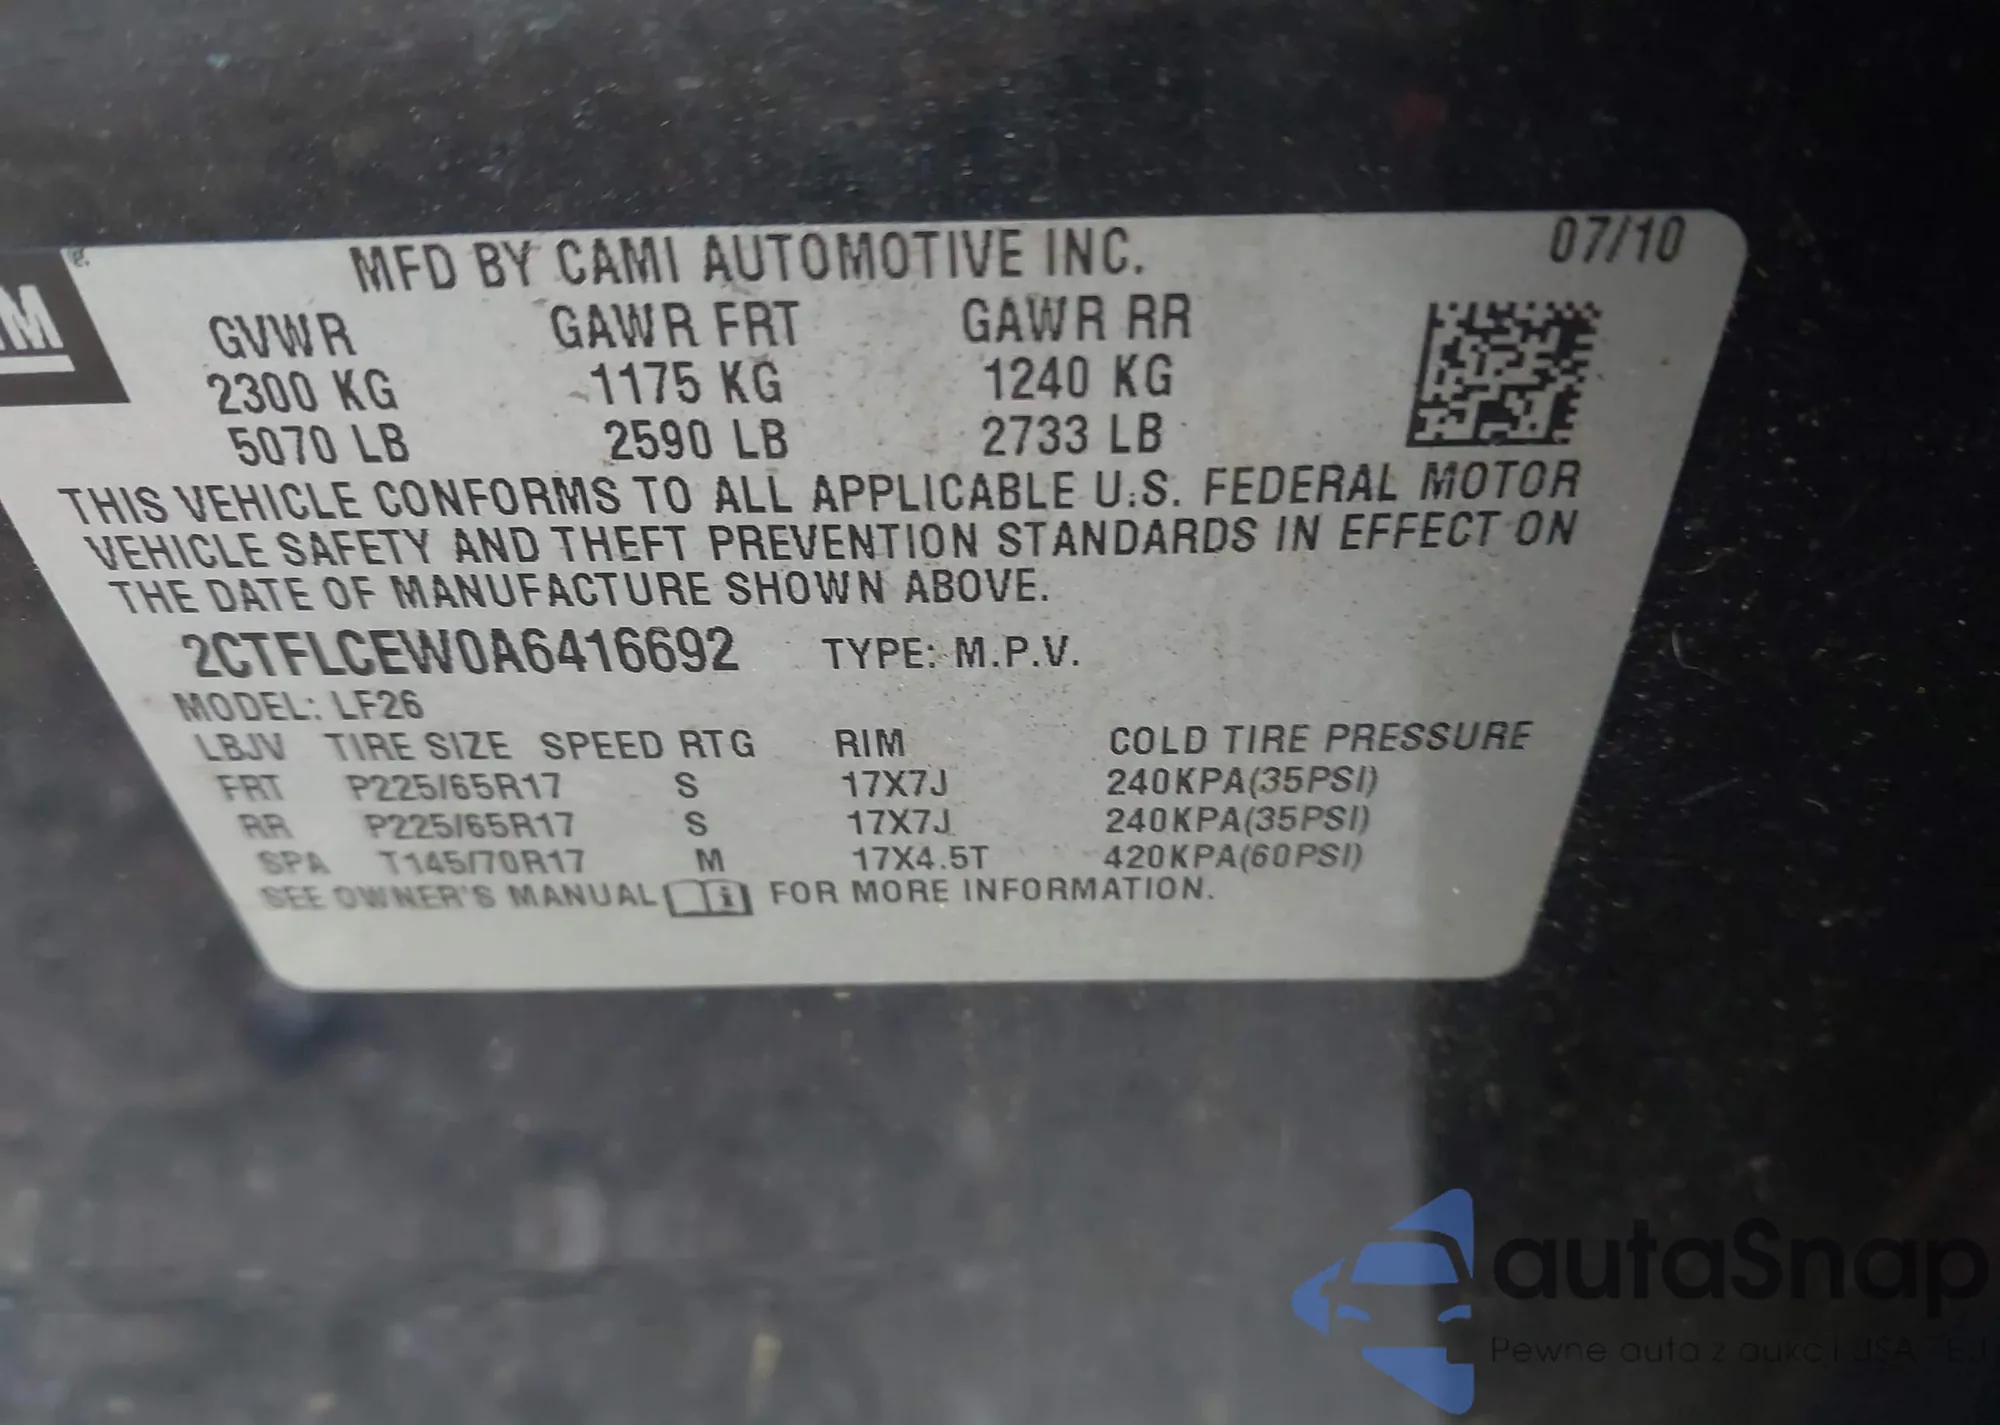 MFD BY CAMI AUTOMOTIVE INC. 07/10
GVWR GAWR FRT GAWR RR
2300 KG 1175 KG 1240 KG
5070 LB 2590 LB 2733 LB
THIS VEHICLE CONFORMS TO ALL APPLICABLE U.S. FEDERAL MOTOR
VEHICLE SAFETY AND THEFT PREVENTION STANDARDS IN EFFECT ON
THE DATE OF MANUFACTURE SHOWN ABOVE.
2CTFLCEW0A6416692 TYPE: M.P.V.
MODEL: LF26
LBJV TIRE SIZE SPEED RTG RIM COLD TIRE PRESSURE
FRT P225/65R17 S 17X7J 240KPA(35PSI)
RR P225/65R17 S 17X7J 240KPA(35PSI)
SPA T145/70R17 M 17X4.5T 420KPA(60PSI)
SEE OWNER'S MANUAL FOR MORE INFORMATION.
autaSnap
Pewne auta z aukcji USA